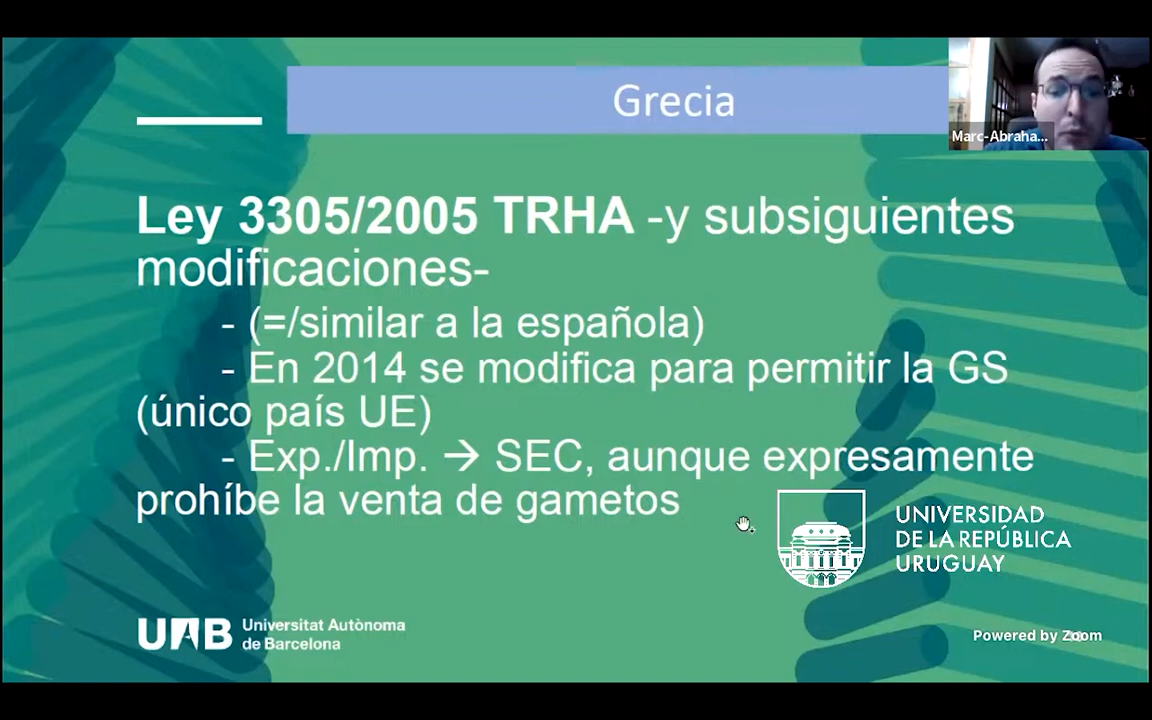 Grecia
Marc-Abraha...
Ley 3305/2005 TRHA -y subsiguientes
modificaciones-
- (=/similar a la española)
- En 2014 se modifica para permitir la GS
(único país UE)
- Exp./Imp. → SEC, aunque expresamente
prohíbe la venta de gametos
UNIVERSIDAD
DE LA REPÚBLICA
URUGUAY
UAB Universitat Autònoma
de Barcelona
Powered by Zoom